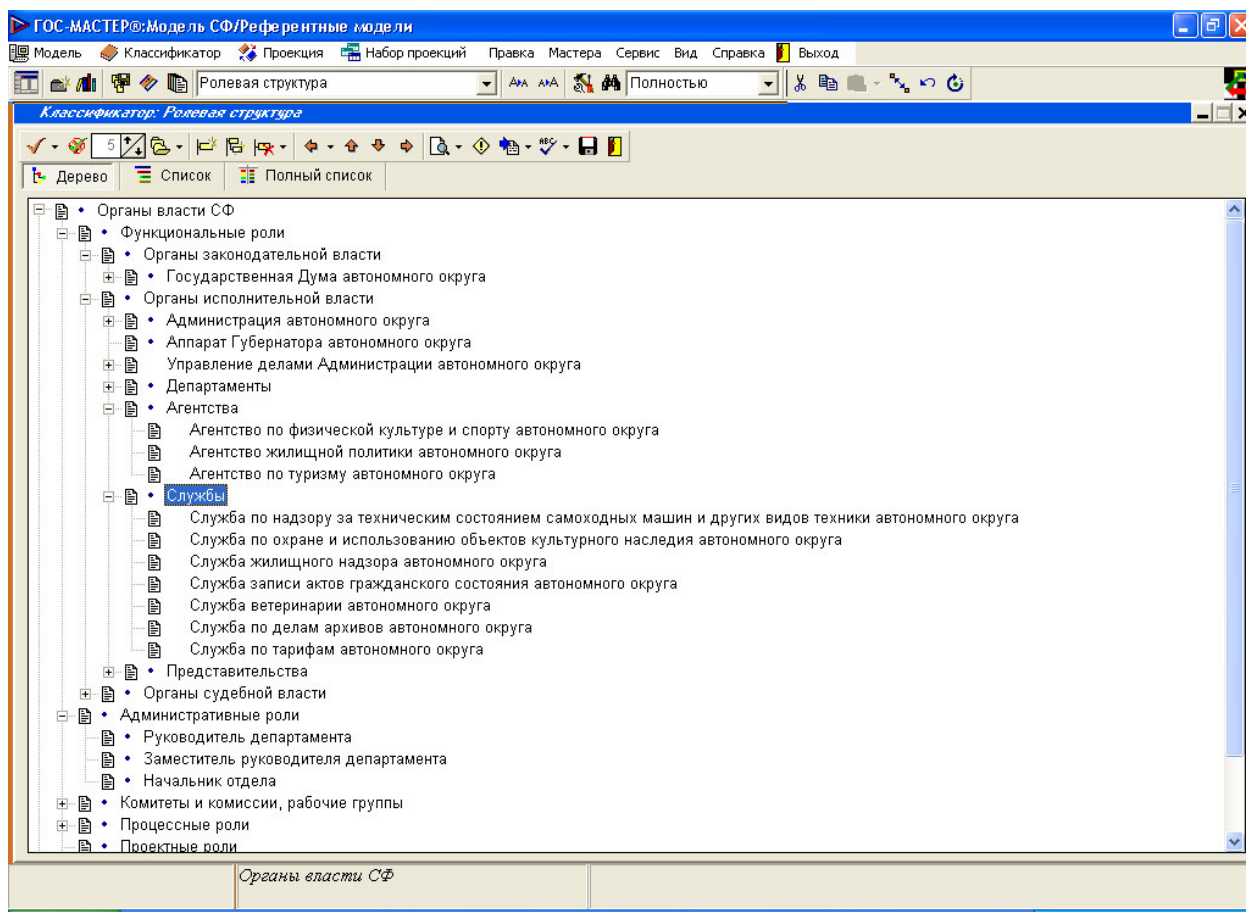 ГОС-МАСТЕР®:Модель СФ/Референтные модели
Модель Классификатор Проекция Набор проекций Правка Мастера Сервис Вид Справка Выход
Ролевая структура Полностью
Классификатор: Ролевая структура
5
Дерево Список Полный список
Органы власти СФ
Функциональные роли
Органы законодательной власти
Государственная Дума автономного округа
Органы исполнительной власти
Администрация автономного округа
Аппарат Губернатора автономного округа
Управление делами Администрации автономного округа
Департаменты
Агентства
Агентство по физической культуре и спорту автономного округа
Агентство жилищной политики автономного округа
Агентство по туризму автономного округа
Службы
Служба по надзору за техническим состоянием самоходных машин и других видов техники автономного округа
Служба по охране и использованию объектов культурного наследия автономного округа
Служба жилищного надзора автономного округа
Служба записи актов гражданского состояния автономного округа
Служба ветеринарии автономного округа
Служба по делам архивов автономного округа
Служба по тарифам автономного округа
Представительства
Органы судебной власти
Административные роли
Руководитель департамента
Заместитель руководителя департамента
Начальник отдела
Комитеты и комиссии, рабочие группы
Процессные роли
Проектные роли
Органы власти СФ